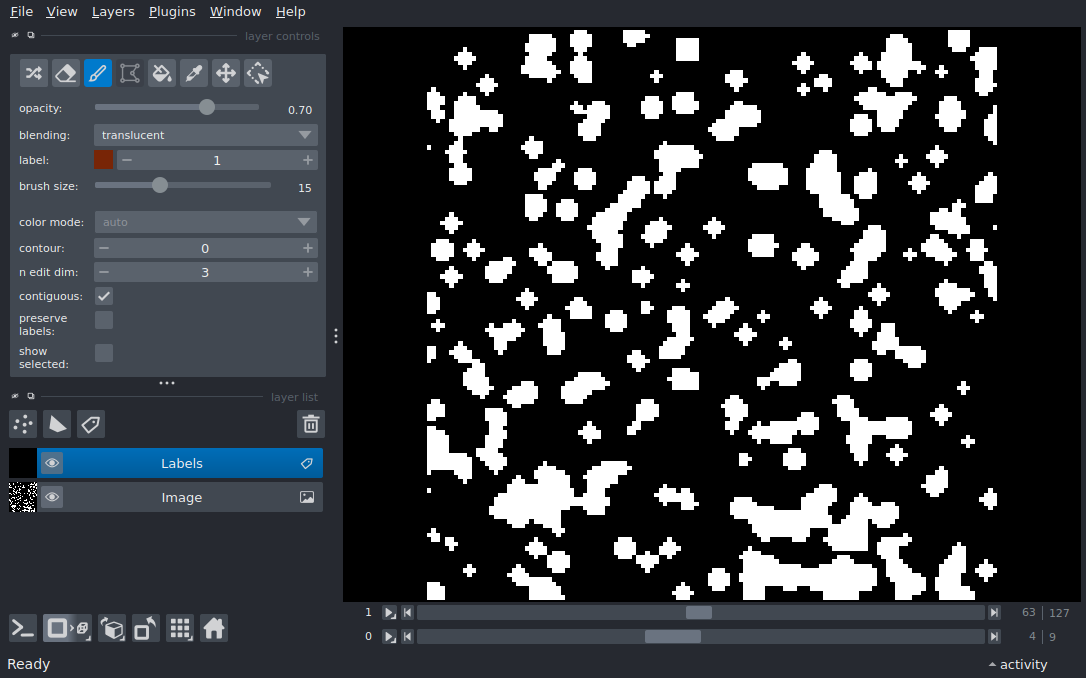 File View Layers Plugins Window Help
layer controls
opacity: 0.70
blending: translucent
label: 1
brush size: 15
color mode: auto
contour: 0
n edit dim: 3
contiguous:
preserve
labels:
show
selected:
layer list
Labels
Image
1 63 127
0 4 9
Ready activity